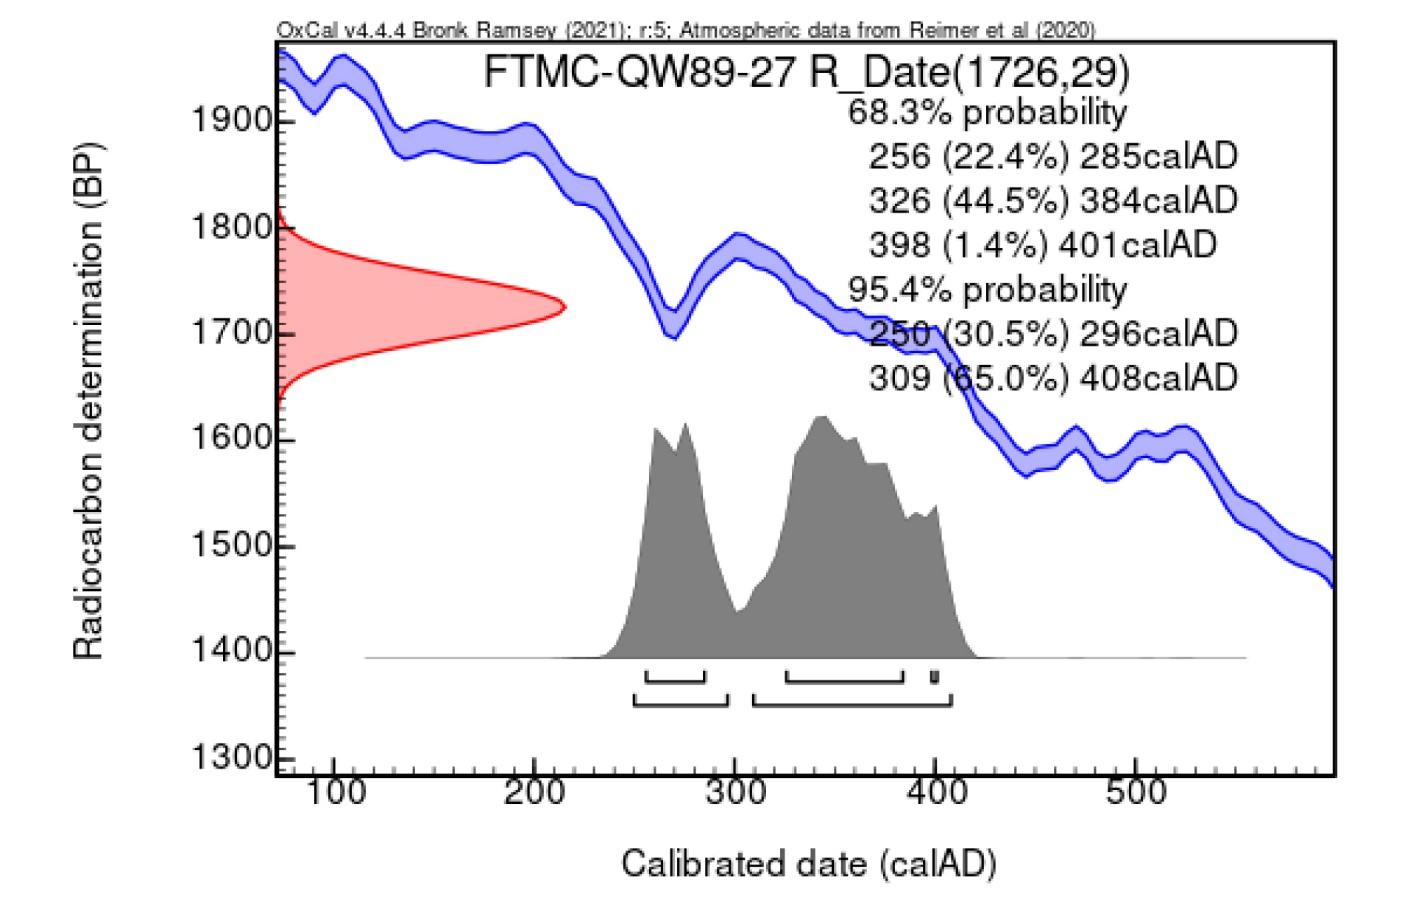 OxCal v4.4.4 Bronk Ramsey (2021); r:5; Atmospheric data from Reimer et al (2020)
FTMC-QW89-27 R_Date(1726,29)
68.3% probability
256 (22.4%) 285calAD
326 (44.5%) 384calAD
398 (1.4%) 401calAD
95.4% probability
250 (30.5%) 296calAD
309 (65.0%) 408calAD
Radiocarbon determination (BP)
1900
1800
1700
1600
1500
1400
1300
100 200 300 400 500
Calibrated date (calAD)